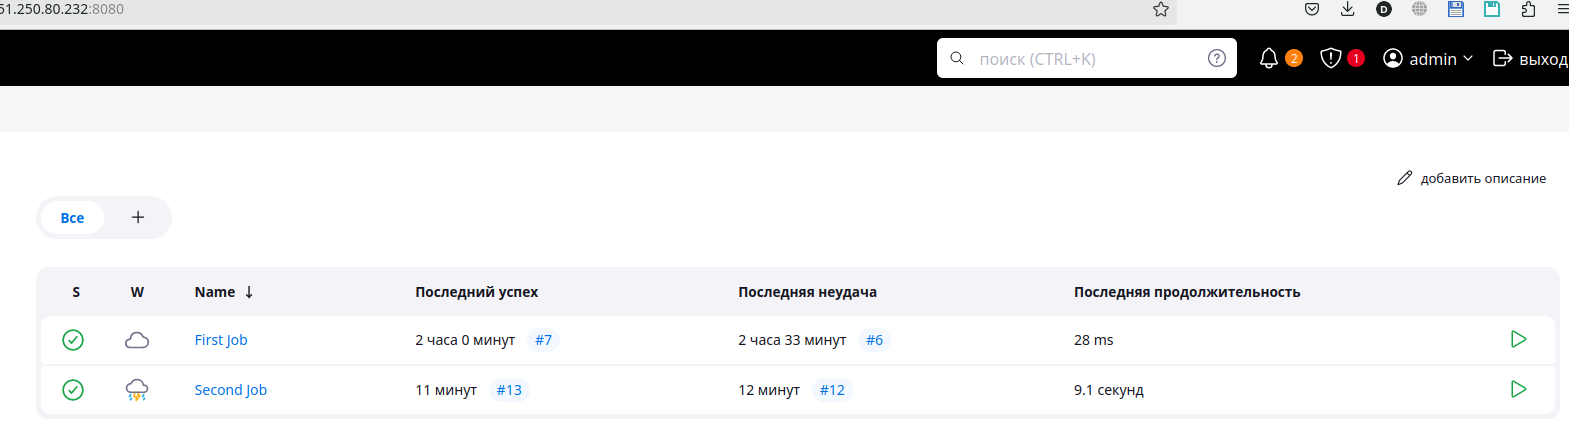 51.250.80.232:8080
поиск (CTRL+K) 2 1 admin выход
добавить описание
Все +
S W Name ↓ Последний успех Последняя неудача Последняя продолжительность
First Job 2 часа 0 минут #7 2 часа 33 минут #6 28 ms
Second Job 11 минут #13 12 минут #12 9.1 секунд